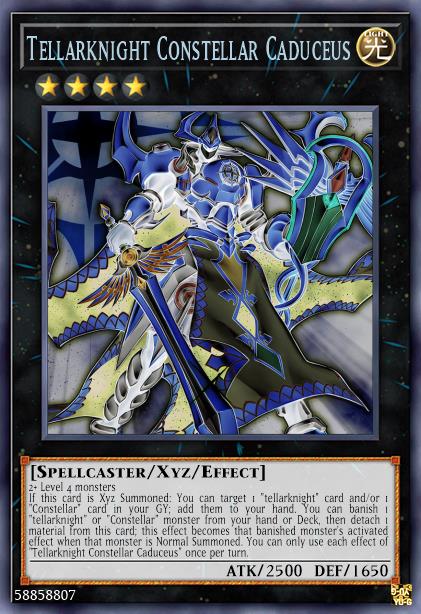 TELLARKNIGHT CONSTELLAR CADUCEUS
LIGHT
光
[SPELLCASTER/XYZ/EFFECT]
2+ Level 4 monsters
If this card is Xyz Summoned: You can target 1 "tellarknight" card and/or 1
"Constellar" card in your GY; add them to your hand. You can banish 1
"tellarknight" or "Constellar" monster from your hand or Deck, then detach 1
material from this card; this effect becomes that banished monster's activated
effect when that monster is Normal Summoned. You can only use each effect of
"Tellarknight Constellar Caduceus" once per turn.
ATK/2500 DEF/1650
58858807